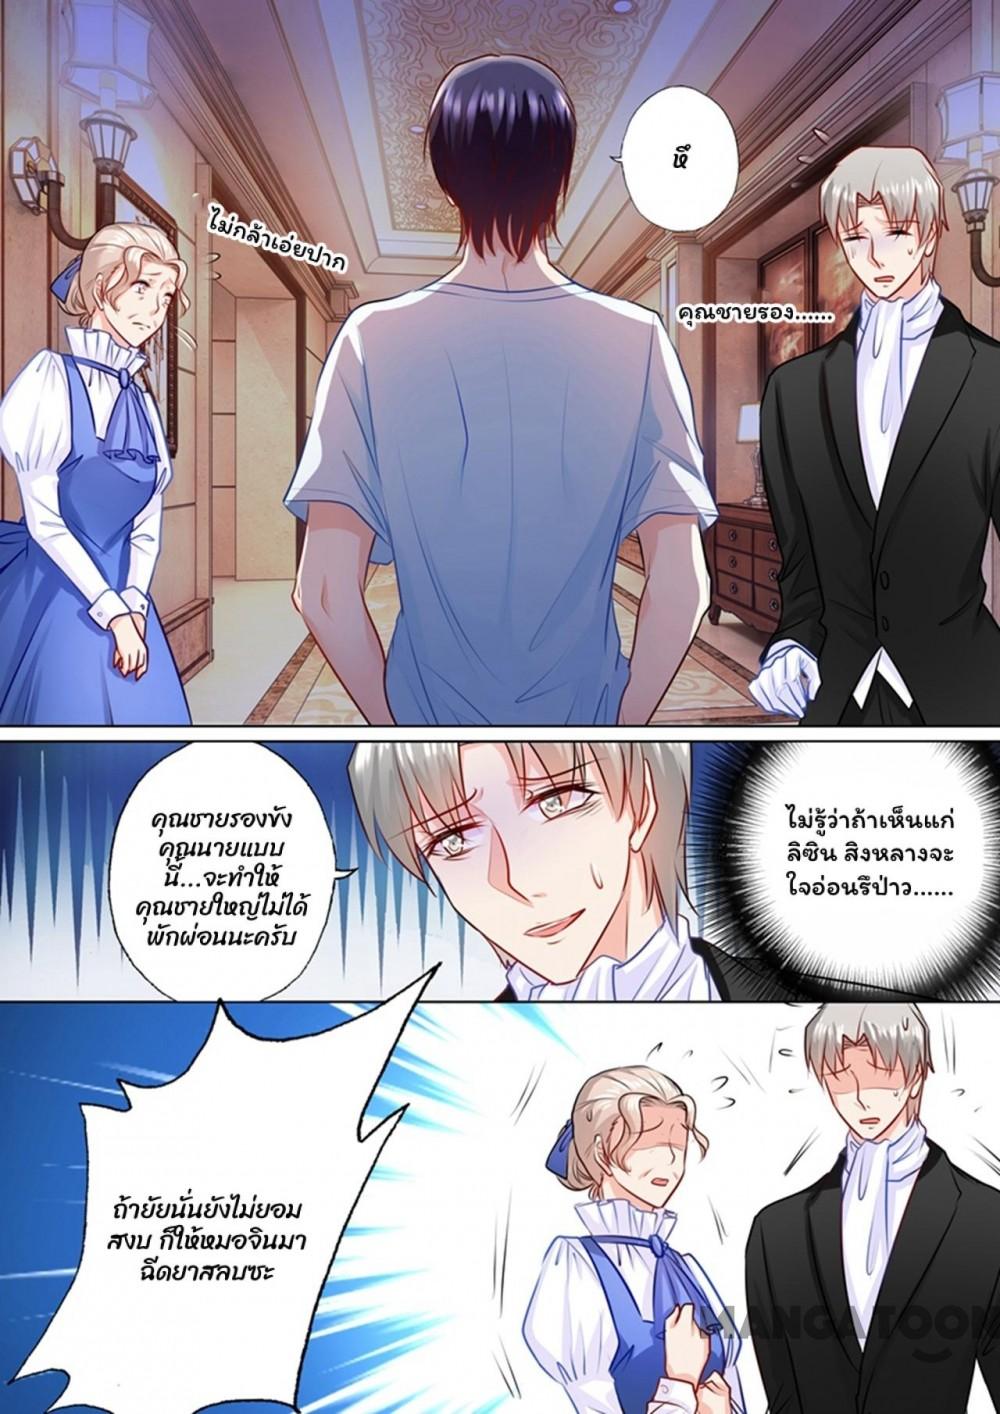 หึ
ไม่กล้าเอ่ยปาก
คุณชายรอง......
คุณชายรองขัง
คุณนายแบบ
นี้...จะทำให้
คุณชายใหญ่ไม่ได้
พักผ่อนนะครับ
ไม่รู้ว่าถ้าเห็นแก่
ลิซิน สิงหลางจะ
ใจอ่อนรึป่าว......
ถ้ายัยนั่นยังไม่ยอม
สงบ ก็ให้หมอจินมา
ฉีดยาสลบซะ
MANGATOON